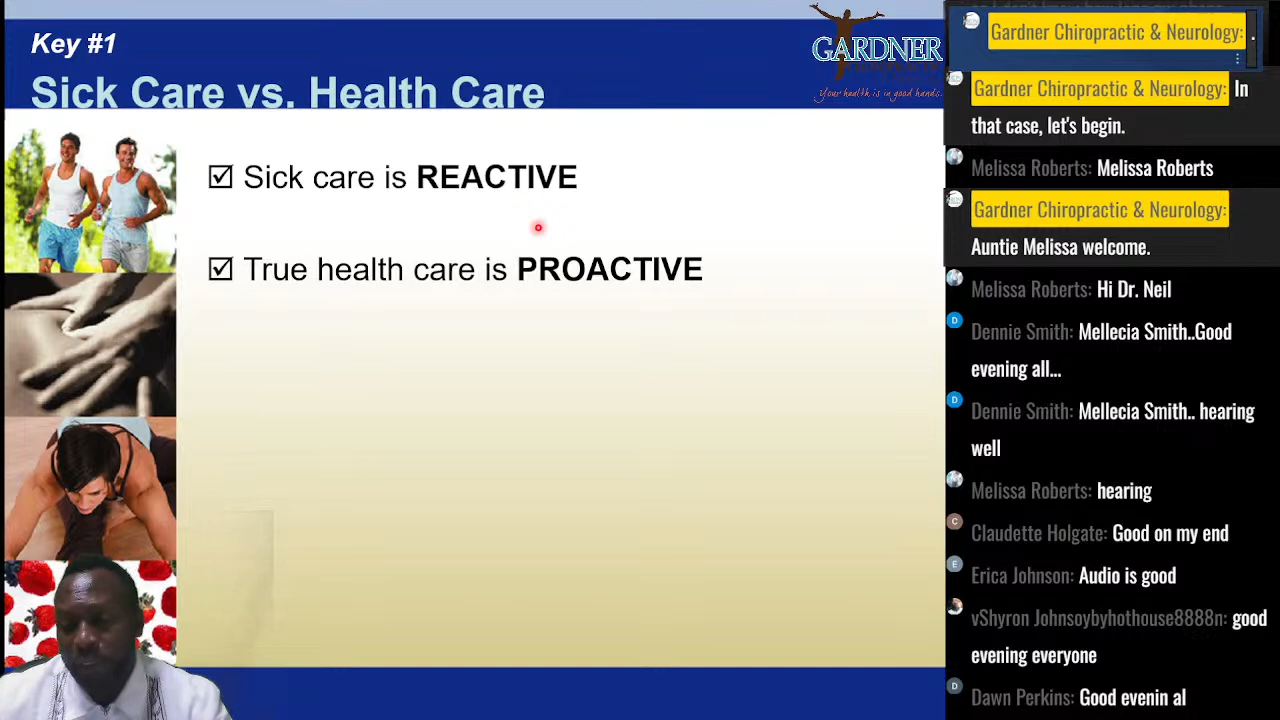 Key #1
Sick Care vs. Health Care
GARDNER
Your health is in good hands.
Sick care is REACTIVE
True health care is PROACTIVE
Gardner Chiropractic & Neurology: .
Gardner Chiropractic & Neurology: In
that case, let's begin.
Melissa Roberts: Melissa Roberts
Gardner Chiropractic & Neurology:
Auntie Melissa welcome.
Melissa Roberts: Hi Dr. Neil
D
Dennie Smith: Mellecia Smith..Good
evening all...
D
Dennie Smith: Mellecia Smith.. hearing
well
Melissa Roberts: hearing
C
Claudette Holgate: Good on my end
E
Erica Johnson: Audio is good
vShyron Johnsoybyhothouse8888n: good
evening everyone
D
Dawn Perkins: Good evenin al